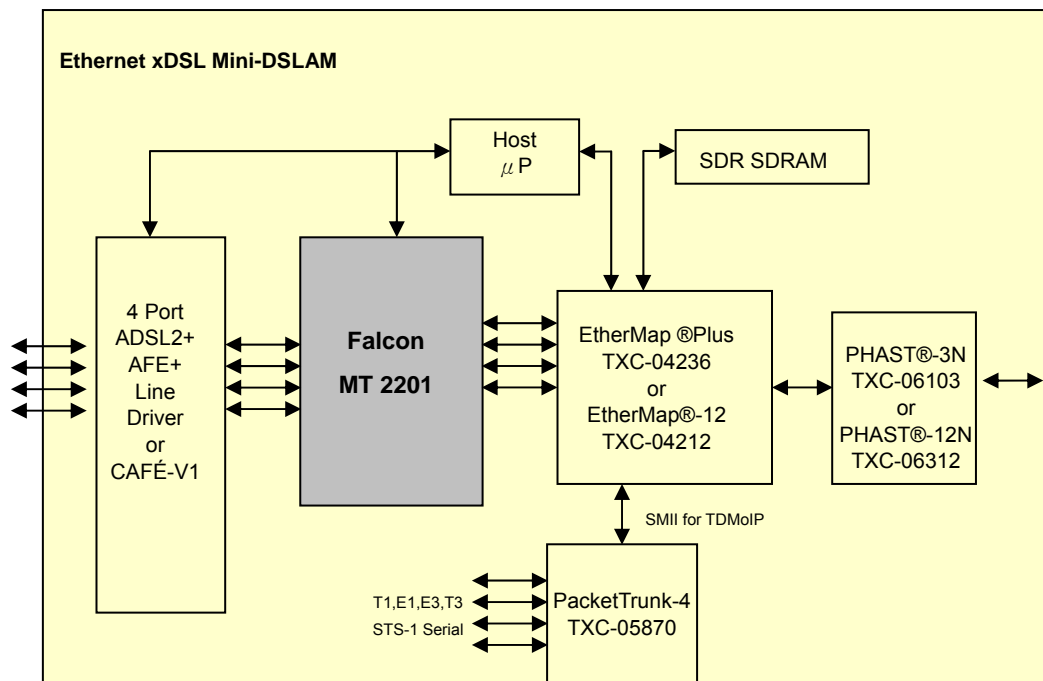 Ethernet xDSL Mini-DSLAM
Host
μ P
SDR SDRAM
4 Port
ADSL2+
AFE+
Line
Driver
or
CAFÉ-V1
Falcon
MT 2201
EtherMap ®Plus
TXC-04236
or
EtherMap®-12
TXC-04212
PHAST®-3N
TXC-06103
or
PHAST®-12N
TXC-06312
SMII for TDMoIP
T1,E1,E3,T3
STS-1 Serial
PacketTrunk-4
TXC-05870